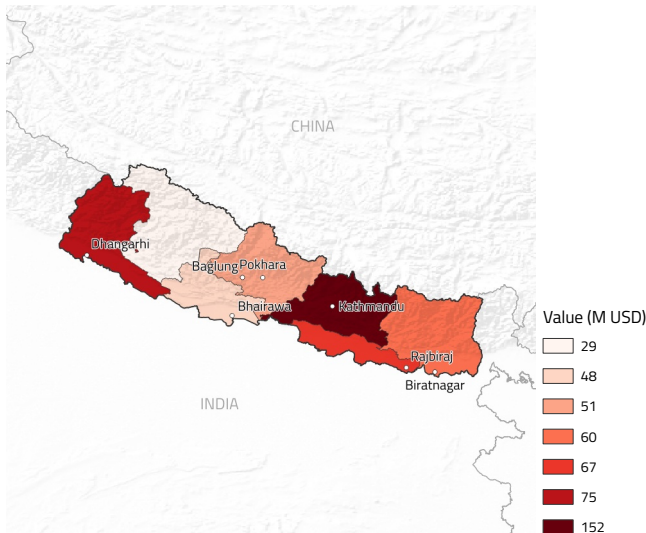 CHINA
Dhangarhi
Baglung Pokhara
Bhairawa
Kathmandu
Rajbiraj
Biratnagar
INDIA
Value (M USD)
29
48
51
60
67
75
152